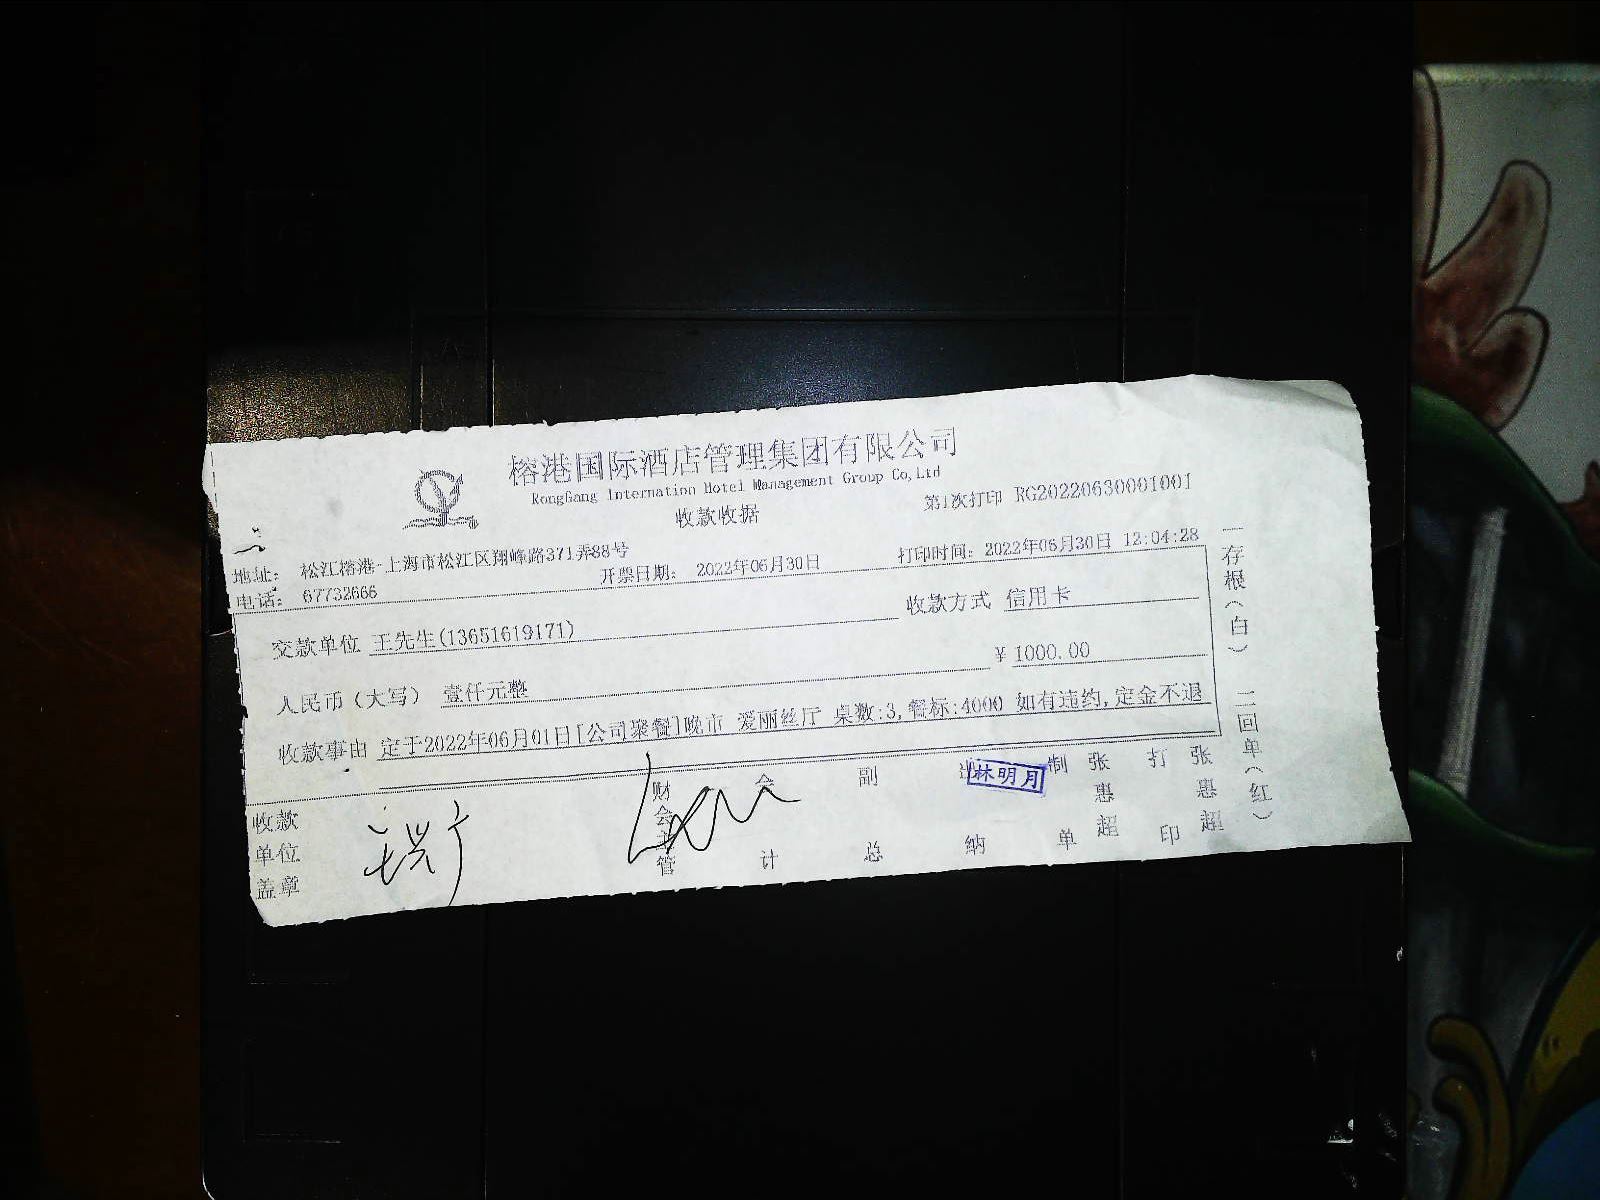 榕港国际酒店管理集团有限公司
RongGang Internation Hotel Management Group Co,Ltd
收款收据
第1次打印 RG20220630001001
地址： 松江榕港-上海市松江区翔峰路371弄88号
电话： 67732666
开票日期： 2022年06月30日
打印时间：2022年06月30日 12:04:28
交款单位 王先生(13651619171)
收款方式 信用卡
人民币（大写） 壹仟元整
¥ 1000.00
收款事由 定于2022年06月01日[公司聚餐]晚市 爱丽丝厅 桌数:3,餐标:4000 如有违约,定金不退
收款单位盖章
财会主管
会计
副总
出纳
林明月
制单
张惠超
打印
张惠超
一存根（白） 二回单（红）